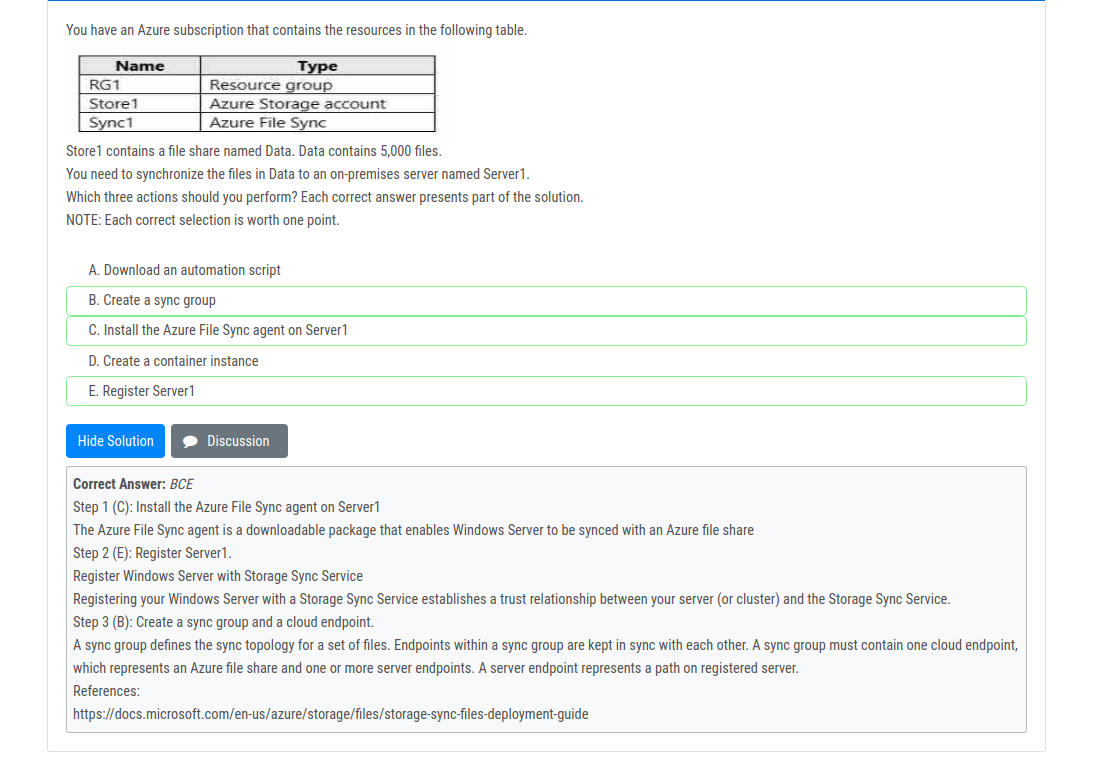 You have an Azure subscription that contains the resources in the following table.
Name Type
RG1 Resource group
Store1 Azure Storage account
Sync1 Azure File Sync
Store1 contains a file share named Data. Data contains 5,000 files.
You need to synchronize the files in Data to an on-premises server named Server1.
Which three actions should you perform? Each correct answer presents part of the solution.
NOTE: Each correct selection is worth one point.
A. Download an automation script
B. Create a sync group
C. Install the Azure File Sync agent on Server1
D. Create a container instance
E. Register Server1
Hide Solution Discussion
Correct Answer: BCE
Step 1 (C): Install the Azure File Sync agent on Server1
The Azure File Sync agent is a downloadable package that enables Windows Server to be synced with an Azure file share
Step 2 (E): Register Server1.
Register Windows Server with Storage Sync Service
Registering your Windows Server with a Storage Sync Service establishes a trust relationship between your server (or cluster) and the Storage Sync Service.
Step 3 (B): Create a sync group and a cloud endpoint.
A sync group defines the sync topology for a set of files. Endpoints within a sync group are kept in sync with each other. A sync group must contain one cloud endpoint,
which represents an Azure file share and one or more server endpoints. A server endpoint represents a path on registered server.
References:
https://docs.microsoft.com/en-us/azure/storage/files/storage-sync-files-deployment-guide